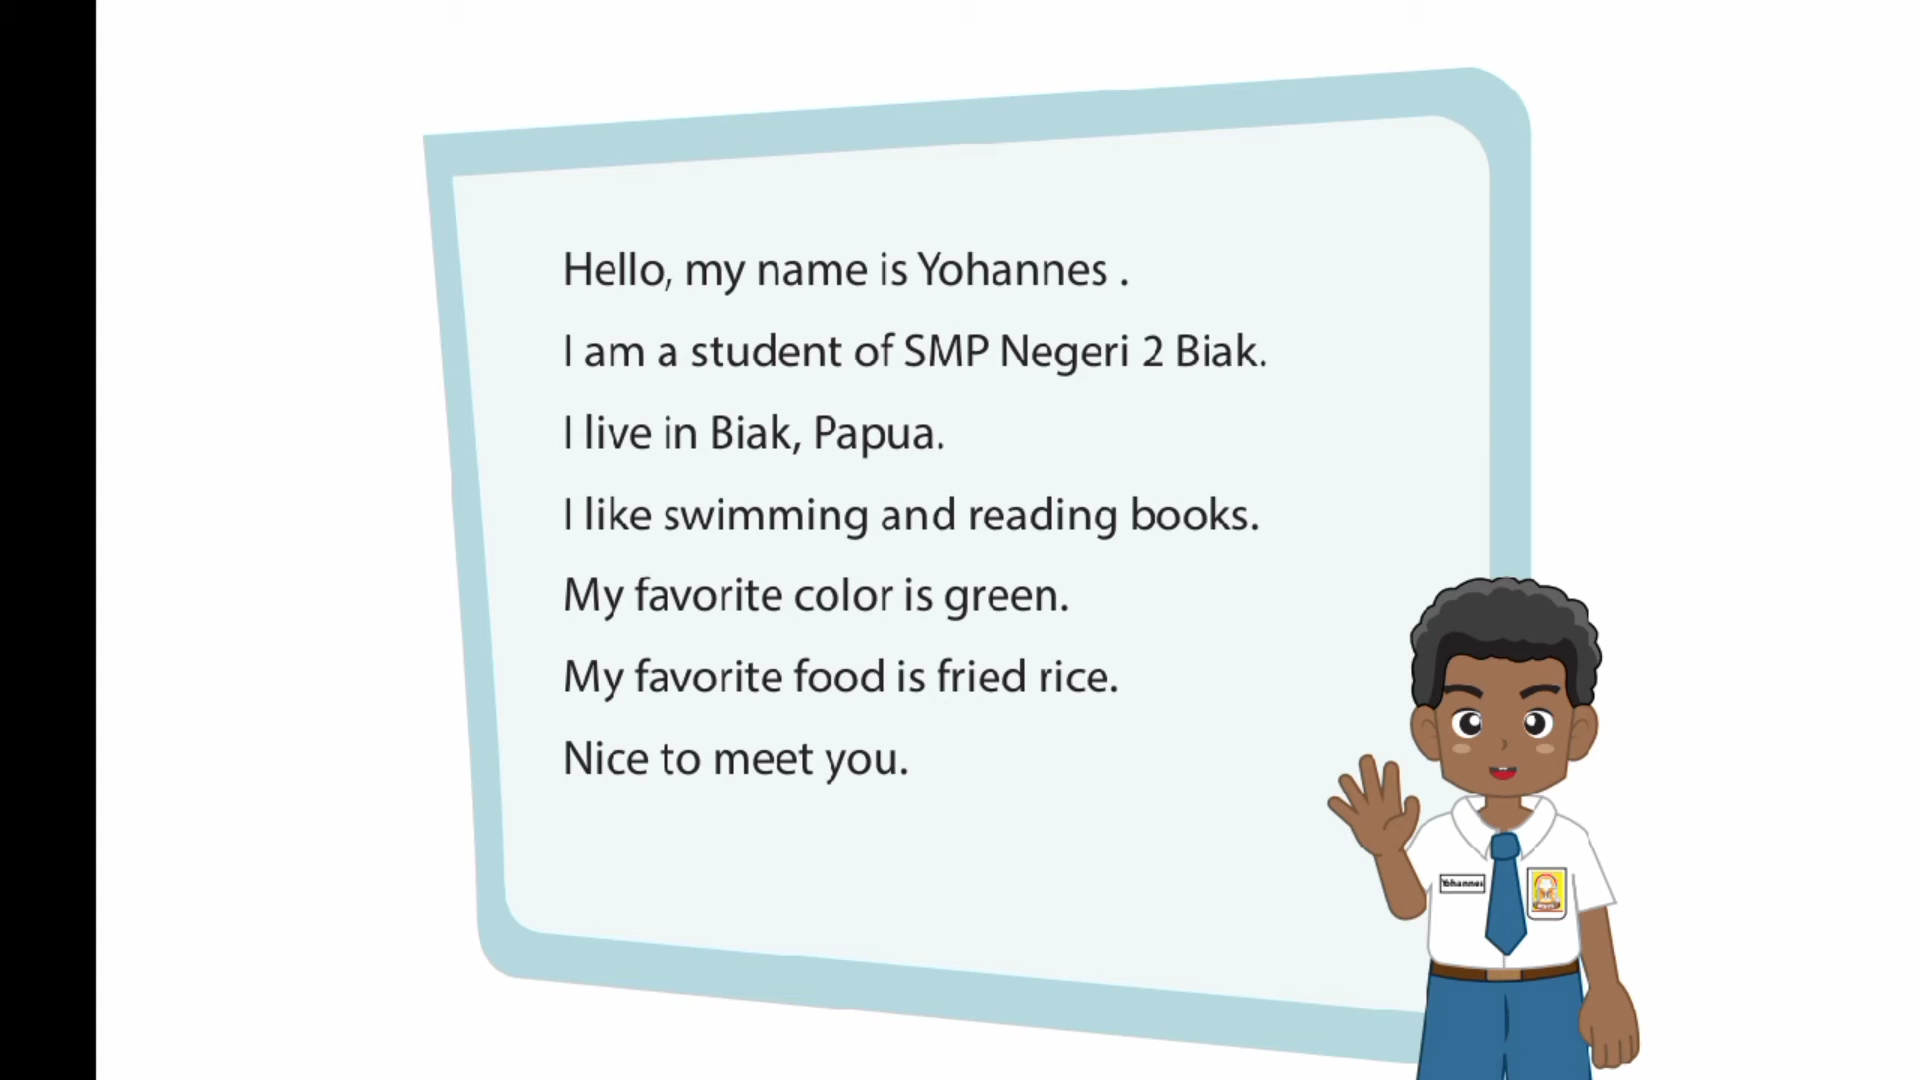 Hello, my name is Yohannes .
I am a student of SMP Negeri 2 Biak.
I live in Biak, Papua.
I like swimming and reading books.
My favorite color is green.
My favorite food is fried rice.
Nice to meet you.
Yohannes